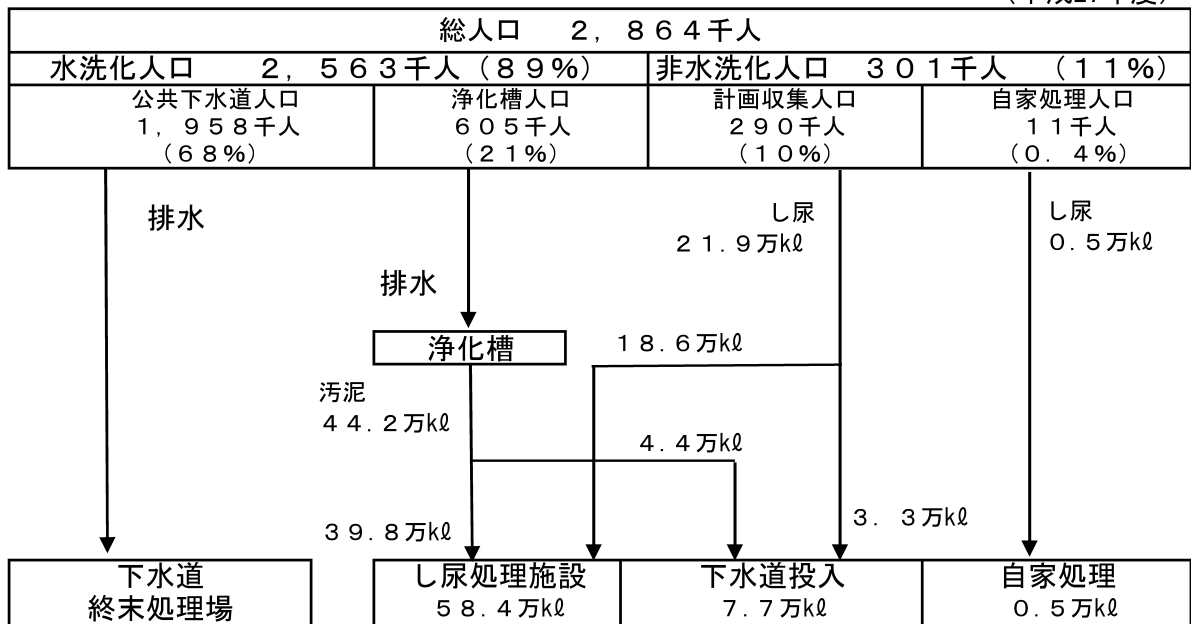 総人口　２，８６４千人
水洗化人口　２，５６３千人（８９％）
非水洗化人口　３０１千人　（１１％）
公共下水道人口
１，９５８千人
（６８％）
浄化槽人口
６０５千人
（２１％）
計画収集人口
２９０千人
（１０％）
自家処理人口
１１千人
（０．４％）
排水
し尿
２１．９万kℓ
し尿
０．５万kℓ
排水
浄化槽
１８．６万kℓ
汚泥
４４．２万kℓ
４．４万kℓ
３９．８万kℓ
３．３万kℓ
下水道
終末処理場
し尿処理施設
５８．４万kℓ
下水道投入
７．７万kℓ
自家処理
０．５万kℓ